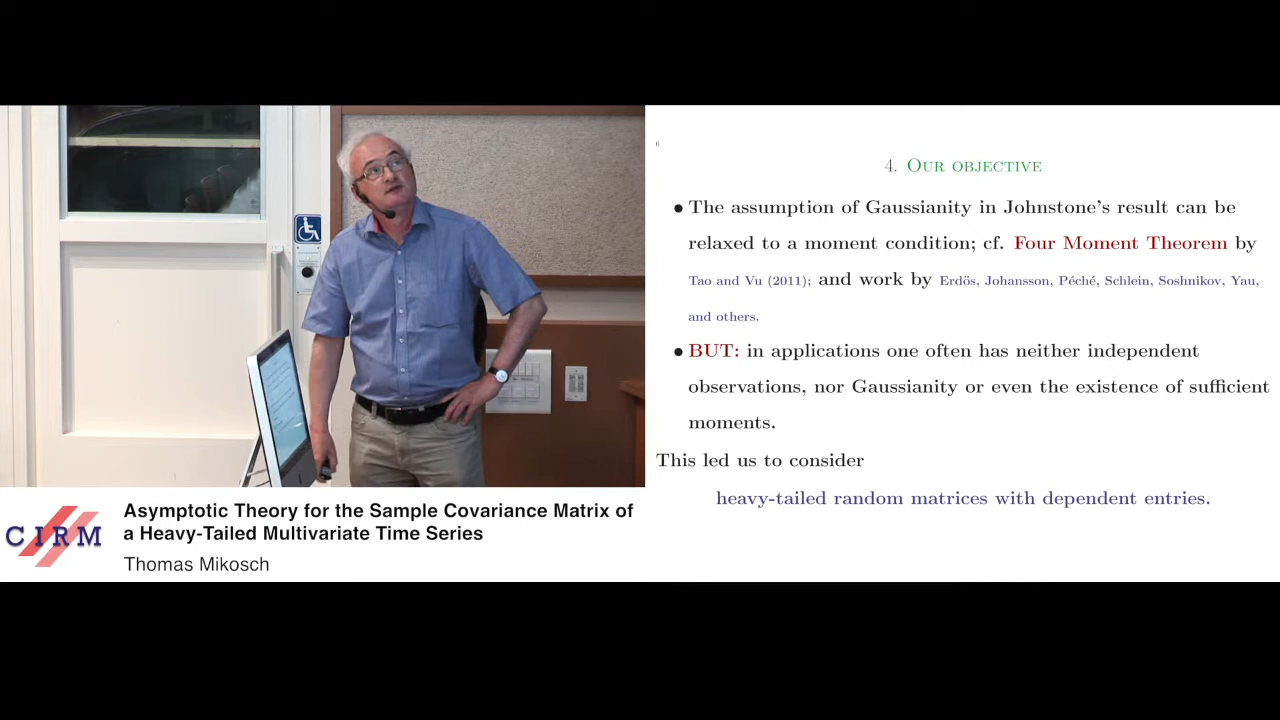 6
4. Our objective
• The assumption of Gaussianity in Johnstone's result can be
relaxed to a moment condition; cf. Four Moment Theorem by
Tao and Vu (2011); and work by Erdös, Johansson, Péché, Schlein, Soshnikov, Yau,
and others.
• BUT: in applications one often has neither independent
observations, nor Gaussianity or even the existence of sufficient
moments.
This led us to consider
heavy-tailed random matrices with dependent entries.
CIRM
Asymptotic Theory for the Sample Covariance Matrix of
a Heavy-Tailed Multivariate Time Series
Thomas Mikosch